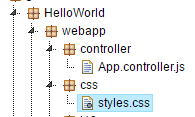 HelloWorld
webapp
controller
App.controller.js
css
styles.css